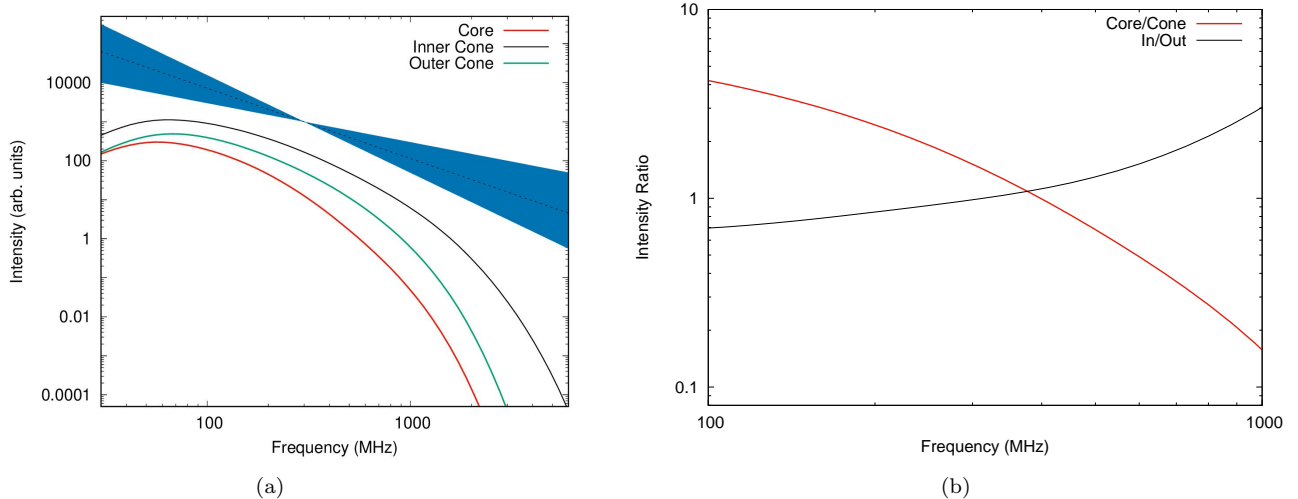 Core
Inner Cone
Outer Cone
10000
100
1
0.01
0.0001
Intensity (arb. units)
100
1000
Frequency (MHz)
(a)
Core/Cone
In/Out
10
1
0.1
Intensity Ratio
100
1000
Frequency (MHz)
(b)